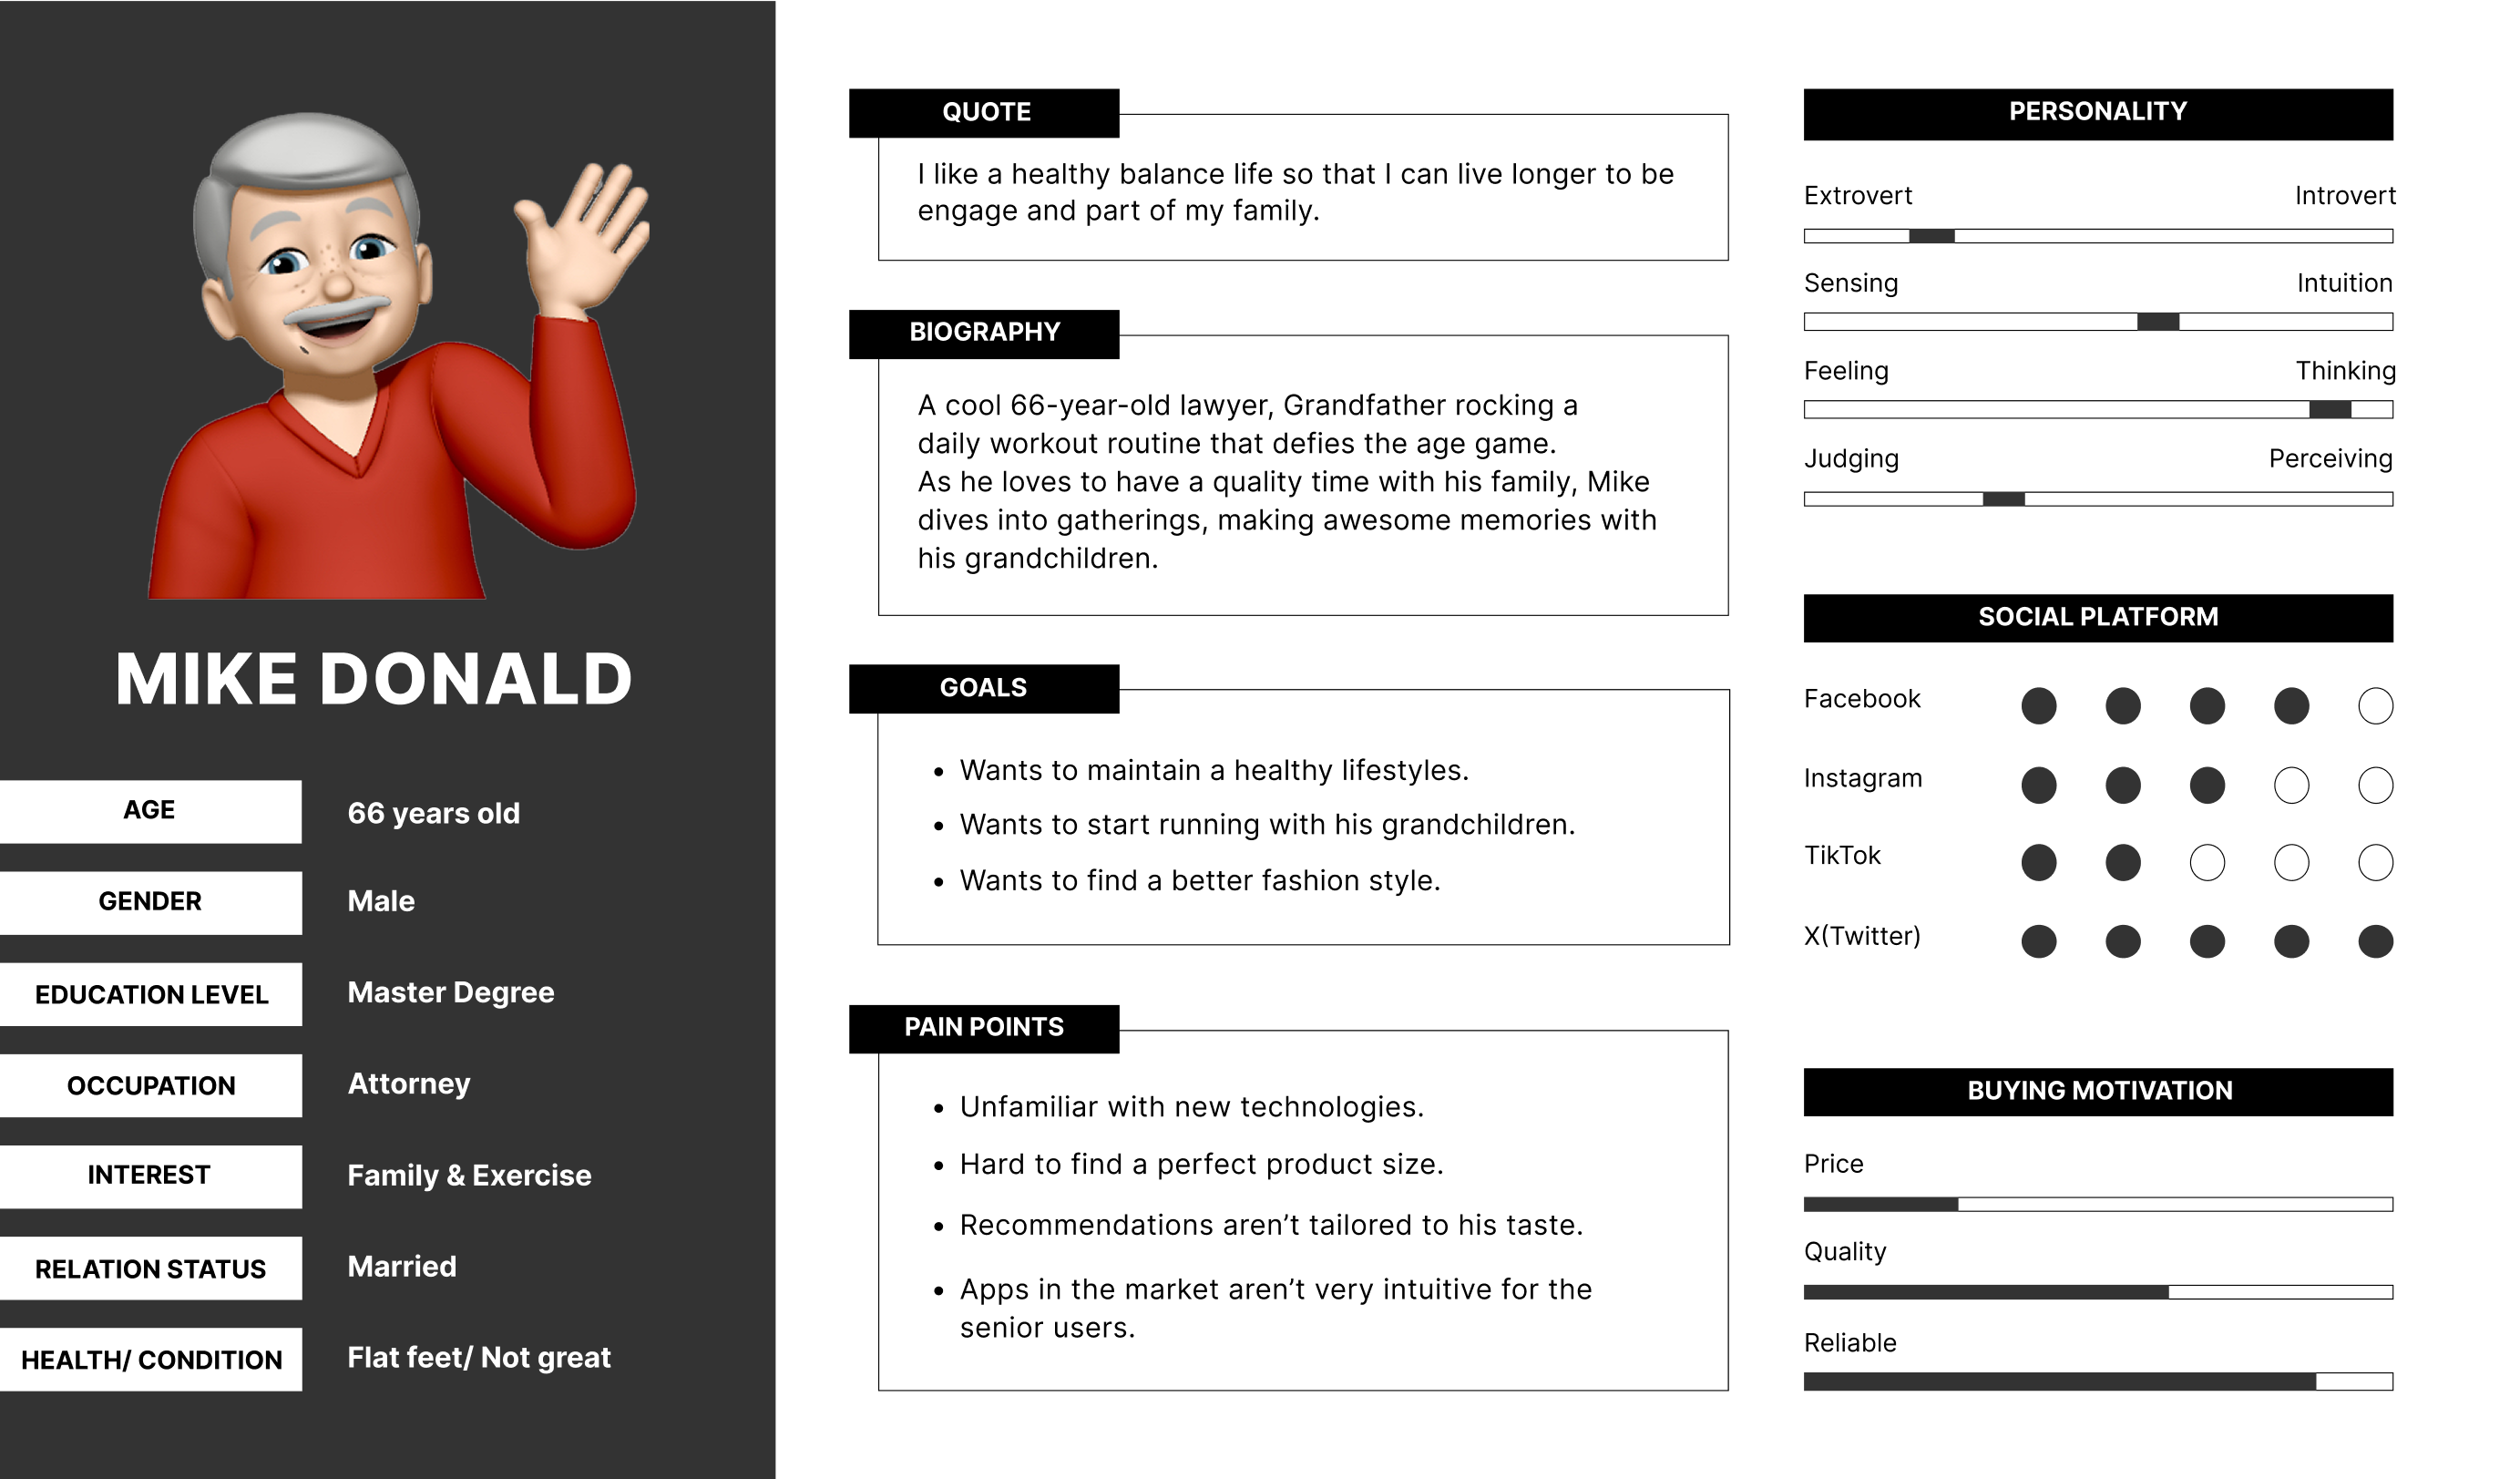 MIKE DONALD
AGE
66 years old
GENDER
Male
EDUCATION LEVEL
Master Degree
OCCUPATION
Attorney
INTEREST
Family & Exercise
RELATION STATUS
Married
HEALTH/ CONDITION
Flat feet/ Not great
QUOTE
I like a healthy balance life so that I can live longer to be
engage and part of my family.
BIOGRAPHY
A cool 66-year-old lawyer, Grandfather rocking a
daily workout routine that defies the age game.
As he loves to have a quality time with his family, Mike
dives into gatherings, making awesome memories with
his grandchildren.
GOALS
• Wants to maintain a healthy lifestyles.
• Wants to start running with his grandchildren.
• Wants to find a better fashion style.
PAIN POINTS
• Unfamiliar with new technologies.
• Hard to find a perfect product size.
• Recommendations aren’t tailored to his taste.
• Apps in the market aren’t very intuitive for the
senior users.
PERSONALITY
Extrovert Introvert
Sensing Intuition
Feeling Thinking
Judging Perceiving
SOCIAL PLATFORM
Facebook
Instagram
TikTok
X(Twitter)
BUYING MOTIVATION
Price
Quality
Reliable